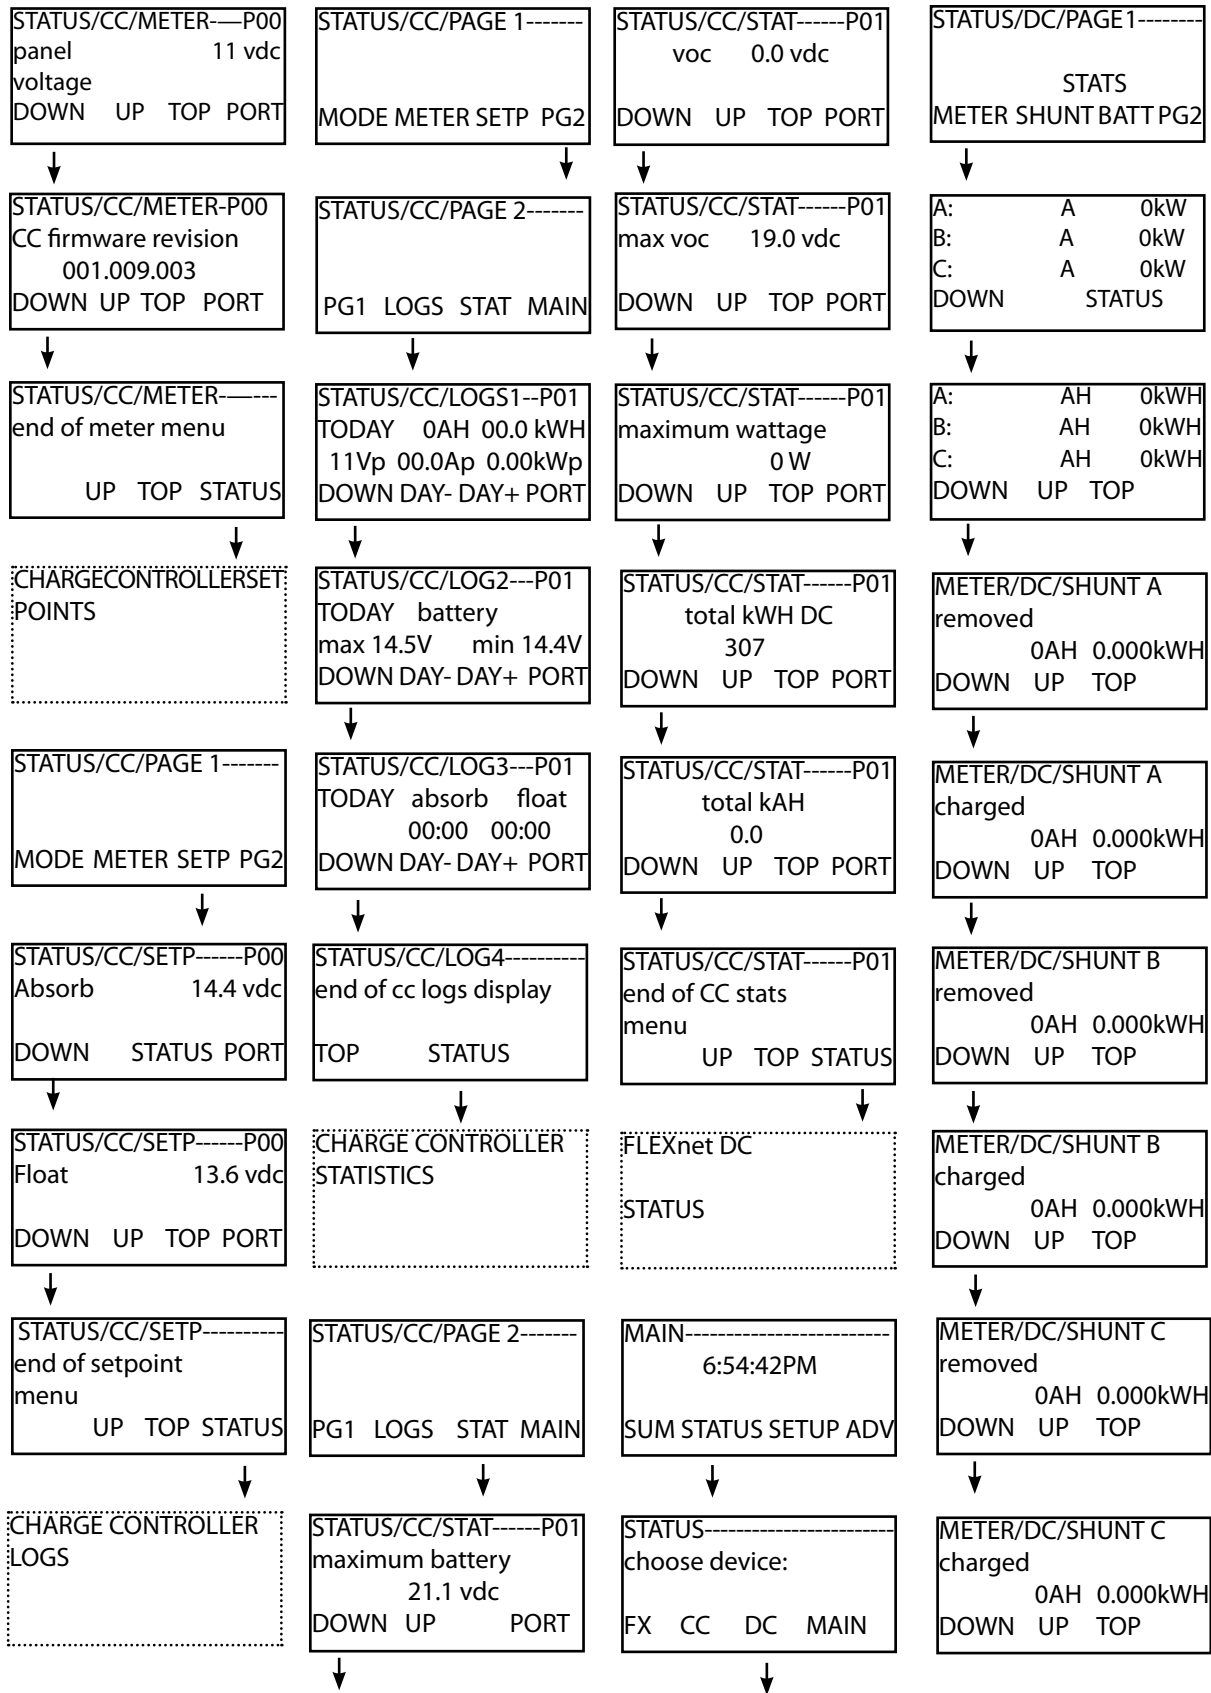 STATUS/CC/METER-—P00
panel 11 vdc
voltage
DOWN UP TOP PORT
STATUS/CC/METER-P00
CC firmware revision
001.009.003
DOWN UP TOP PORT
STATUS/CC/METER-—---
end of meter menu
UP TOP STATUS
CHARGECONTROLLERSET
POINTS
STATUS/CC/PAGE 1-------
MODE METER SETP PG2
STATUS/CC/SETP------P00
Absorb 14.4 vdc
DOWN STATUS PORT
STATUS/CC/SETP------P00
Float 13.6 vdc
DOWN UP TOP PORT
STATUS/CC/SETP----------
end of setpoint
menu
UP TOP STATUS
CHARGE CONTROLLER
LOGS
STATUS/CC/PAGE 1-------
MODE METER SETP PG2
STATUS/CC/PAGE 2-------
PG1 LOGS STAT MAIN
STATUS/CC/LOGS1--P01
TODAY 0AH 00.0 kWH
11Vp 00.0Ap 0.00kWp
DOWN DAY- DAY+ PORT
STATUS/CC/LOG2---P01
TODAY battery
max 14.5V min 14.4V
DOWN DAY- DAY+ PORT
STATUS/CC/LOG3---P01
TODAY absorb float
00:00 00:00
DOWN DAY- DAY+ PORT
STATUS/CC/LOG4----------
end of cc logs display
TOP STATUS
CHARGE CONTROLLER
STATISTICS
STATUS/CC/PAGE 2-------
PG1 LOGS STAT MAIN
STATUS/CC/STAT------P01
maximum battery
21.1 vdc
DOWN UP PORT
STATUS/CC/STAT------P01
voc 0.0 vdc
DOWN UP TOP PORT
STATUS/CC/STAT------P01
max voc 19.0 vdc
DOWN UP TOP PORT
STATUS/CC/STAT------P01
maximum wattage
0 W
DOWN UP TOP PORT
STATUS/CC/STAT------P01
total kWH DC
307
DOWN UP TOP PORT
STATUS/CC/STAT------P01
total kAH
0.0
DOWN UP TOP PORT
STATUS/CC/STAT------P01
end of CC stats
menu
UP TOP STATUS
FLEXnet DC
STATUS
MAIN--------------------------
6:54:42PM
SUM STATUS SETUP ADV
STATUS------------------------
choose device:
FX CC DC MAIN
STATUS/DC/PAGE1--------
STATS
METER SHUNT BATT PG2
A: A 0kW
B: A 0kW
C: A 0kW
DOWN STATUS
A: AH 0kWH
B: AH 0kWH
C: AH 0kWH
DOWN UP TOP
METER/DC/SHUNT A
removed
0AH 0.000kWH
DOWN UP TOP
METER/DC/SHUNT A
charged
0AH 0.000kWH
DOWN UP TOP
METER/DC/SHUNT B
removed
0AH 0.000kWH
DOWN UP TOP
METER/DC/SHUNT B
charged
0AH 0.000kWH
DOWN UP TOP
METER/DC/SHUNT C
removed
0AH 0.000kWH
DOWN UP TOP
METER/DC/SHUNT C
charged
0AH 0.000kWH
DOWN UP TOP